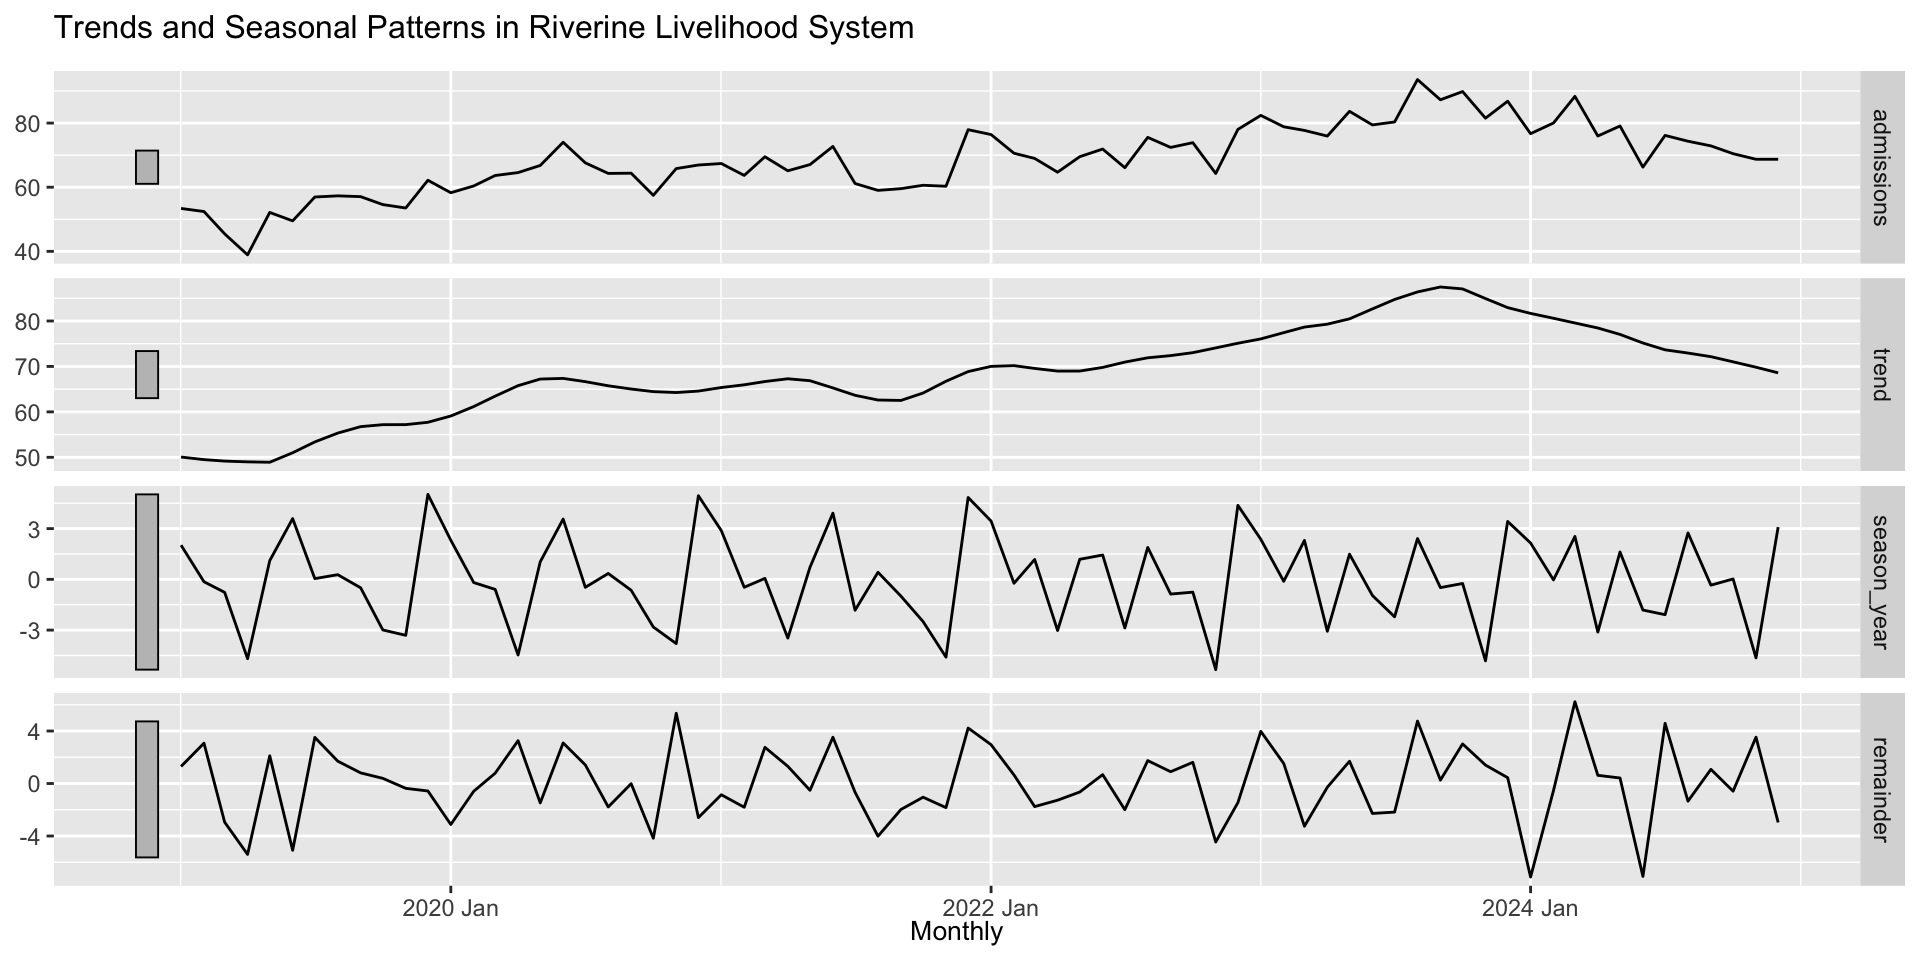 Trends and Seasonal Patterns in Riverine Livelihood System
80
60
40
admissions
80
70
60
50
trend
3
0
-3
season_year
4
0
-4
remainder
2020 Jan
2022 Jan
2024 Jan
Monthly